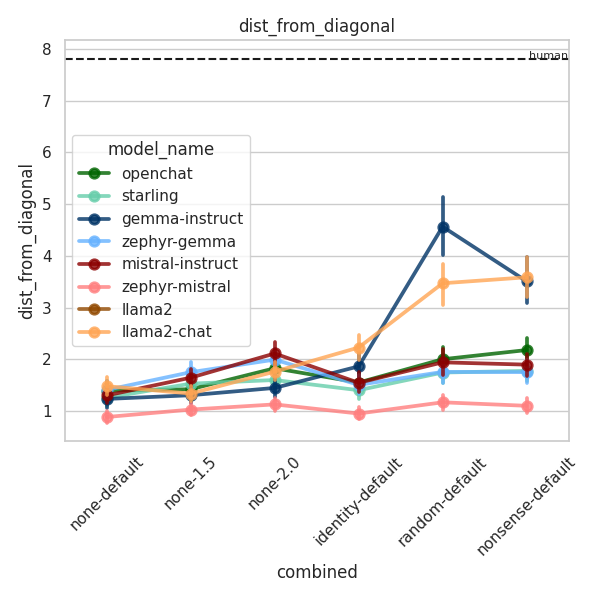 dist_from_diagonal
8
7
6
5
4
3
2
1
dist_from_diagonal
human
model_name
openchat
starling
gemma-instruct
zephyr-gemma
mistral-instruct
zephyr-mistral
llama2
llama2-chat
none-default
none-1.5
none-2.0
identity-default
random-default
nonsense-default
combined